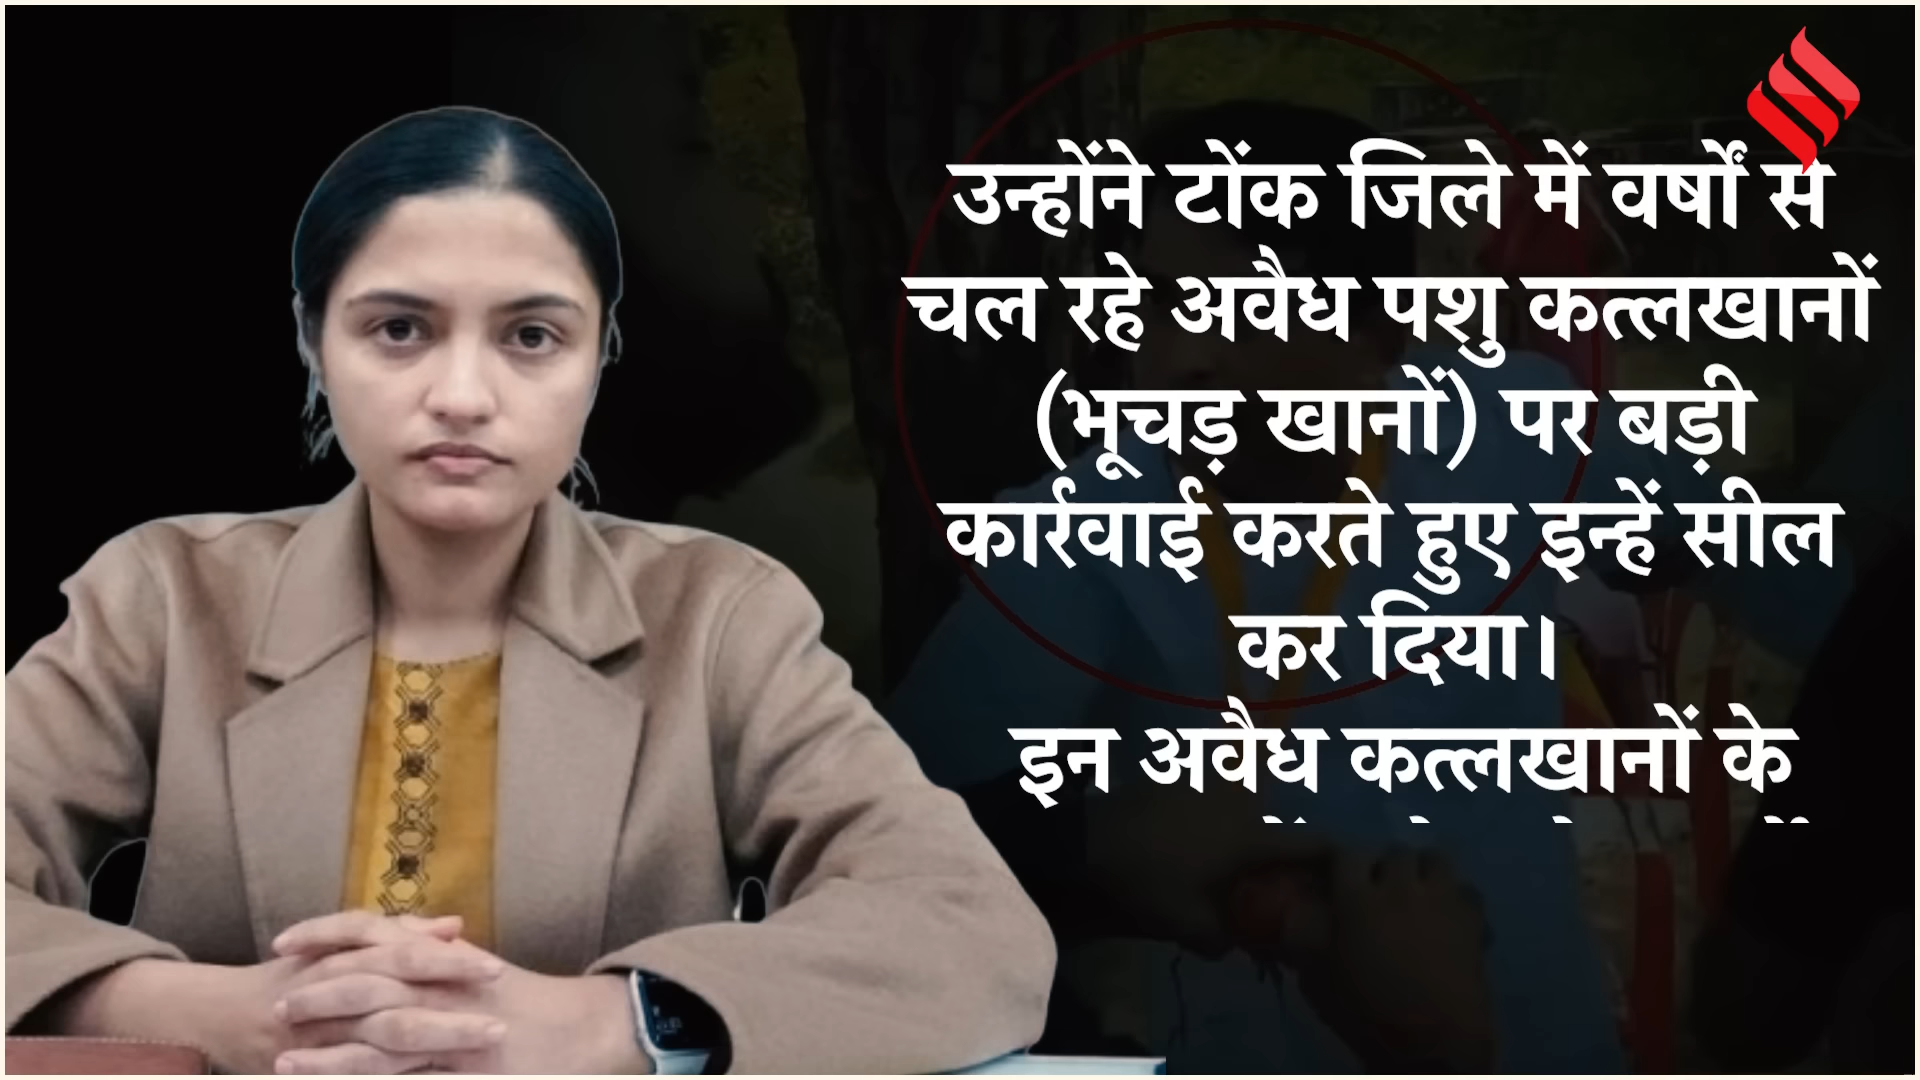 उन्होंने टोंक जिले में वर्षों से
चल रहे अवैध पशु कत्लखानों
(भूचड़ खानों) पर बड़ी
कार्रवाई करते हुए इन्हें सील
कर दिया।
इन अवैध कत्लखानों के